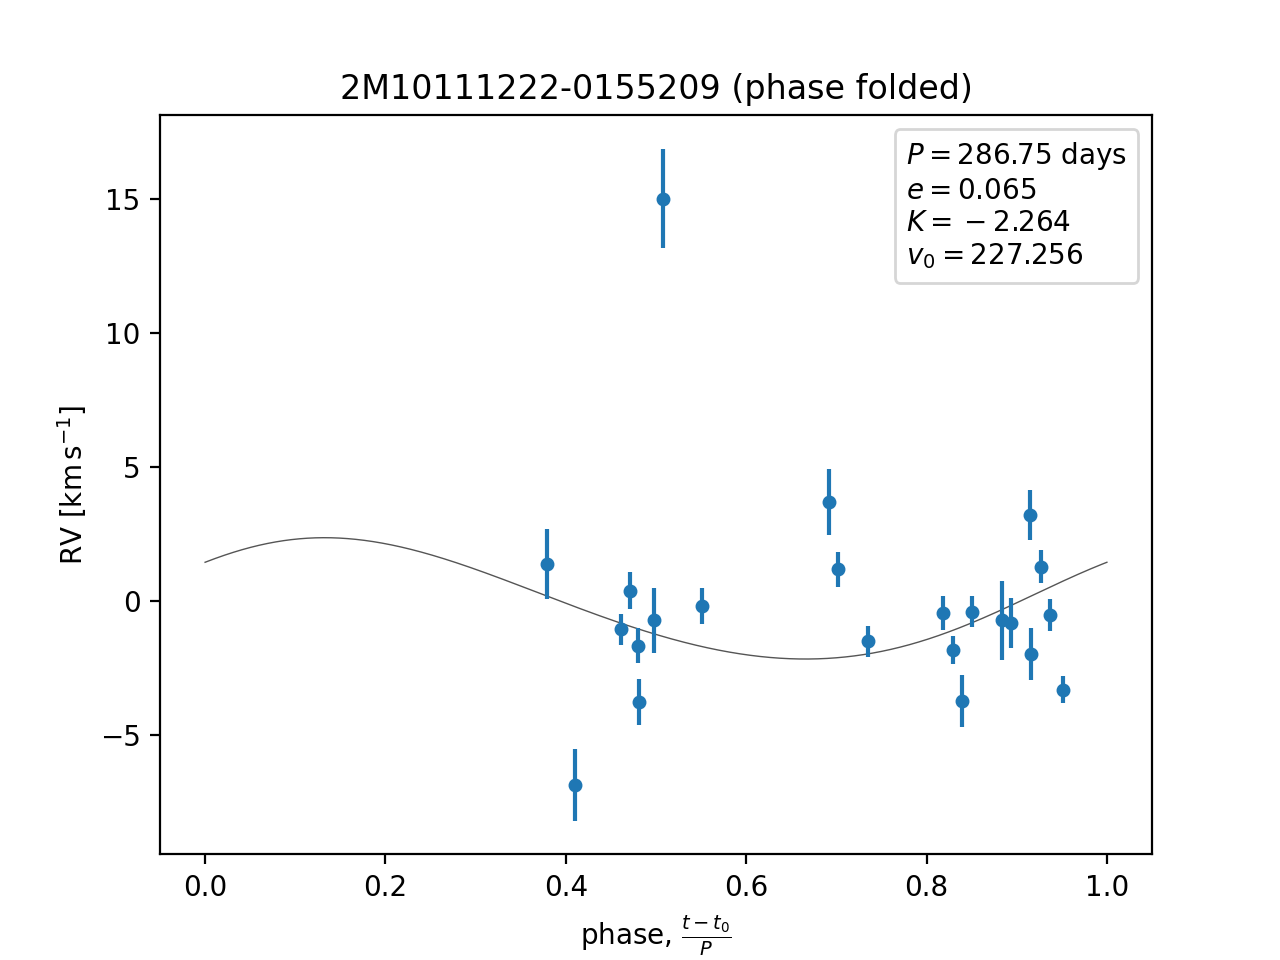 2M10111222-0155209 (phase folded)
P = 286.75 days
e = 0.065
K = −2.264
v₀ = 227.256
15
10
5
0
−5
RV [km s⁻¹]
0.0 0.2 0.4 0.6 0.8 1.0
phase, (t − t₀)/P